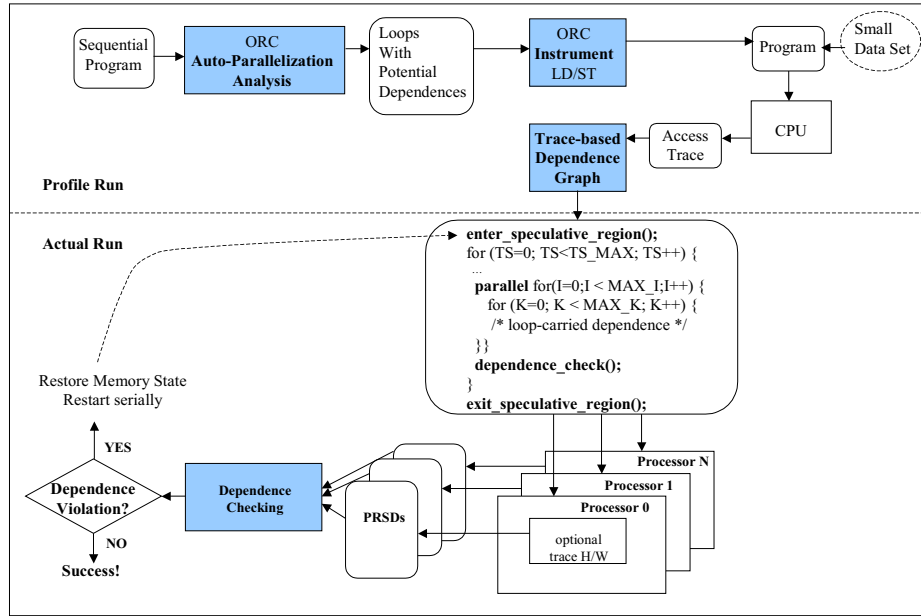 Sequential
Program
ORC
Auto-Parallelization
Analysis
Loops
With
Potential
Dependences
ORC
Instrument
LD/ST
Program
Small
Data Set
CPU
Access
Trace
Trace-based
Dependence
Graph
Profile Run
Actual Run
enter_speculative_region();
for (TS=0; TS<TS_MAX; TS++) {
...
parallel for(I=0;I < MAX_I;I++) {
for (K=0; K < MAX_K; K++) {
/* loop-carried dependence */
}}
dependence_check();
}
exit_speculative_region();
Restore Memory State
Restart serially
YES
Dependence
Violation?
NO
Success!
Dependence
Checking
PRSDs
Processor N
Processor 1
Processor 0
optional
trace H/W